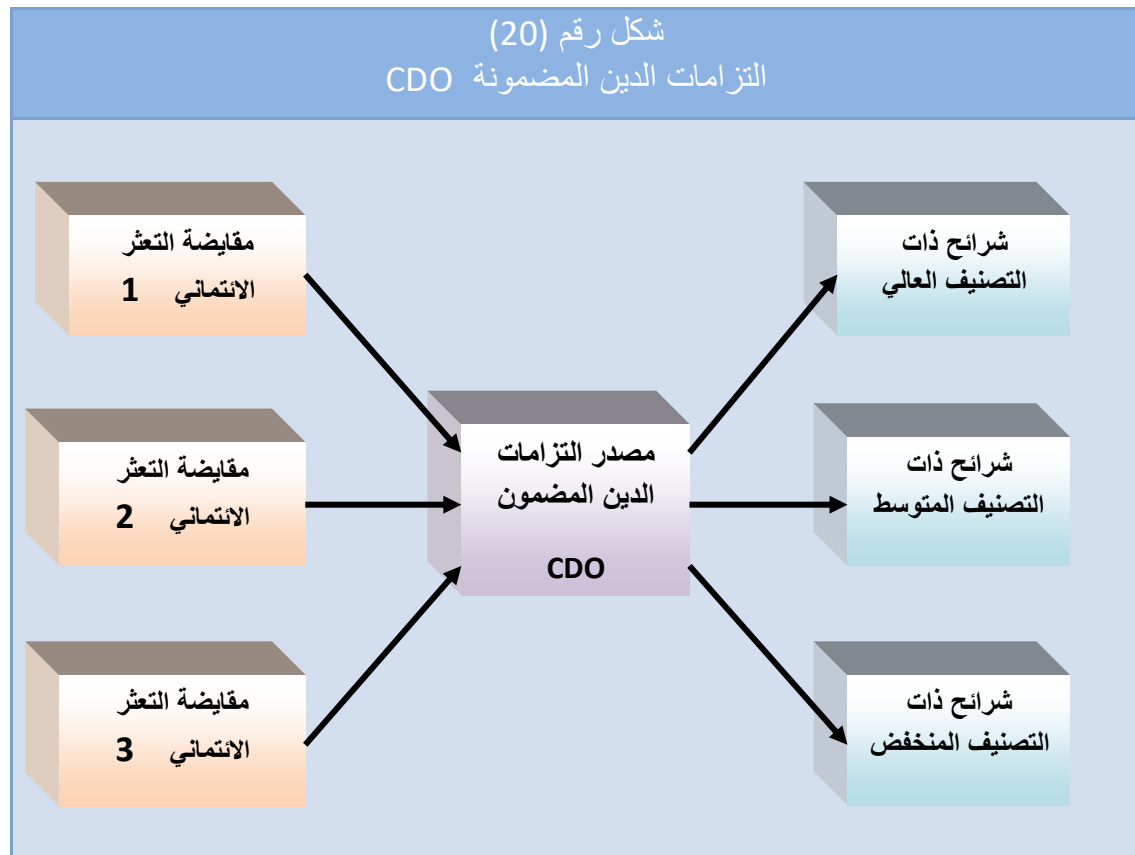 شكل رقم (20)
التزامات الدين المضمونة CDO
مقايضة التعثر
الائتماني 1
شرائح ذات
التصنيف العالي
مصدر التزامات
الدين المضمون
CDO
مقايضة التعثر
الائتماني 2
شرائح ذات
التصنيف المتوسط
مقايضة التعثر
الائتماني 3
شرائح ذات
التصنيف المنخفض